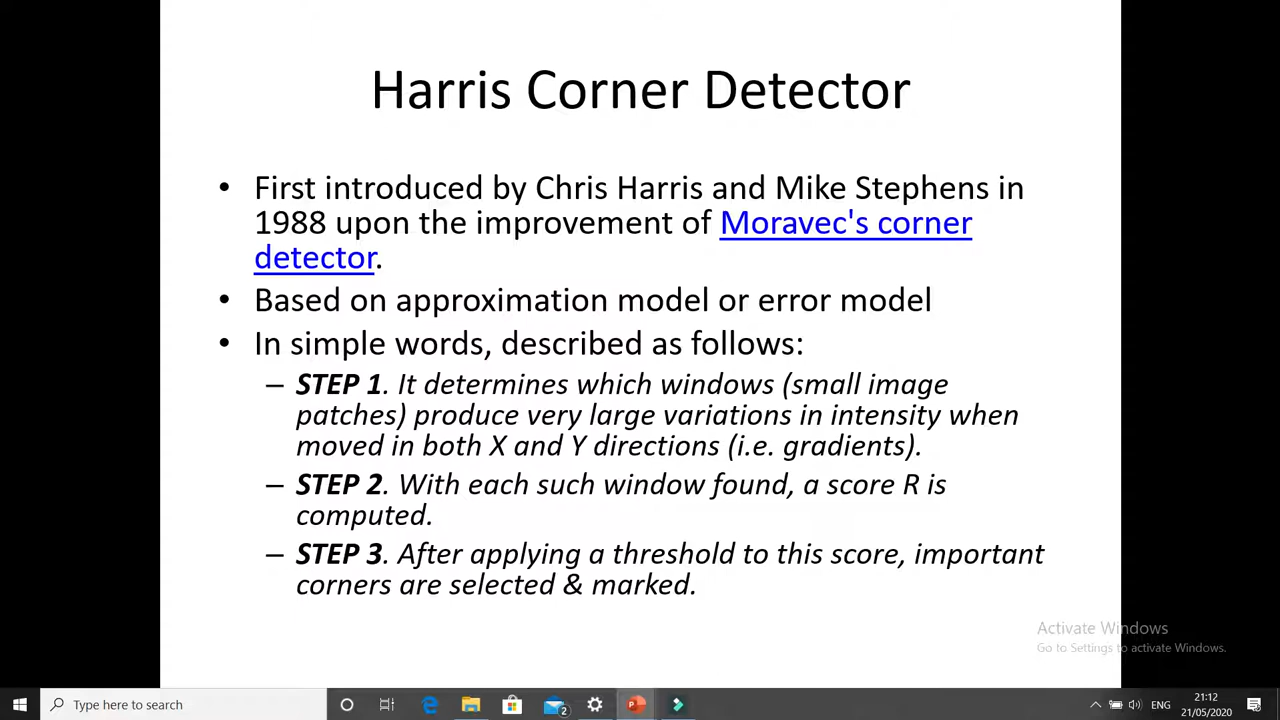 Harris Corner Detector
• First introduced by Chris Harris and Mike Stephens in
1988 upon the improvement of Moravec's corner
detector.
• Based on approximation model or error model
• In simple words, described as follows:
– STEP 1. It determines which windows (small image
patches) produce very large variations in intensity when
moved in both X and Y directions (i.e. gradients).
– STEP 2. With each such window found, a score R is
computed.
– STEP 3. After applying a threshold to this score, important
corners are selected & marked.
Activate Windows
Go to Settings to activate Windows.
Type here to search
2
ENG
21:12
21/05/2020